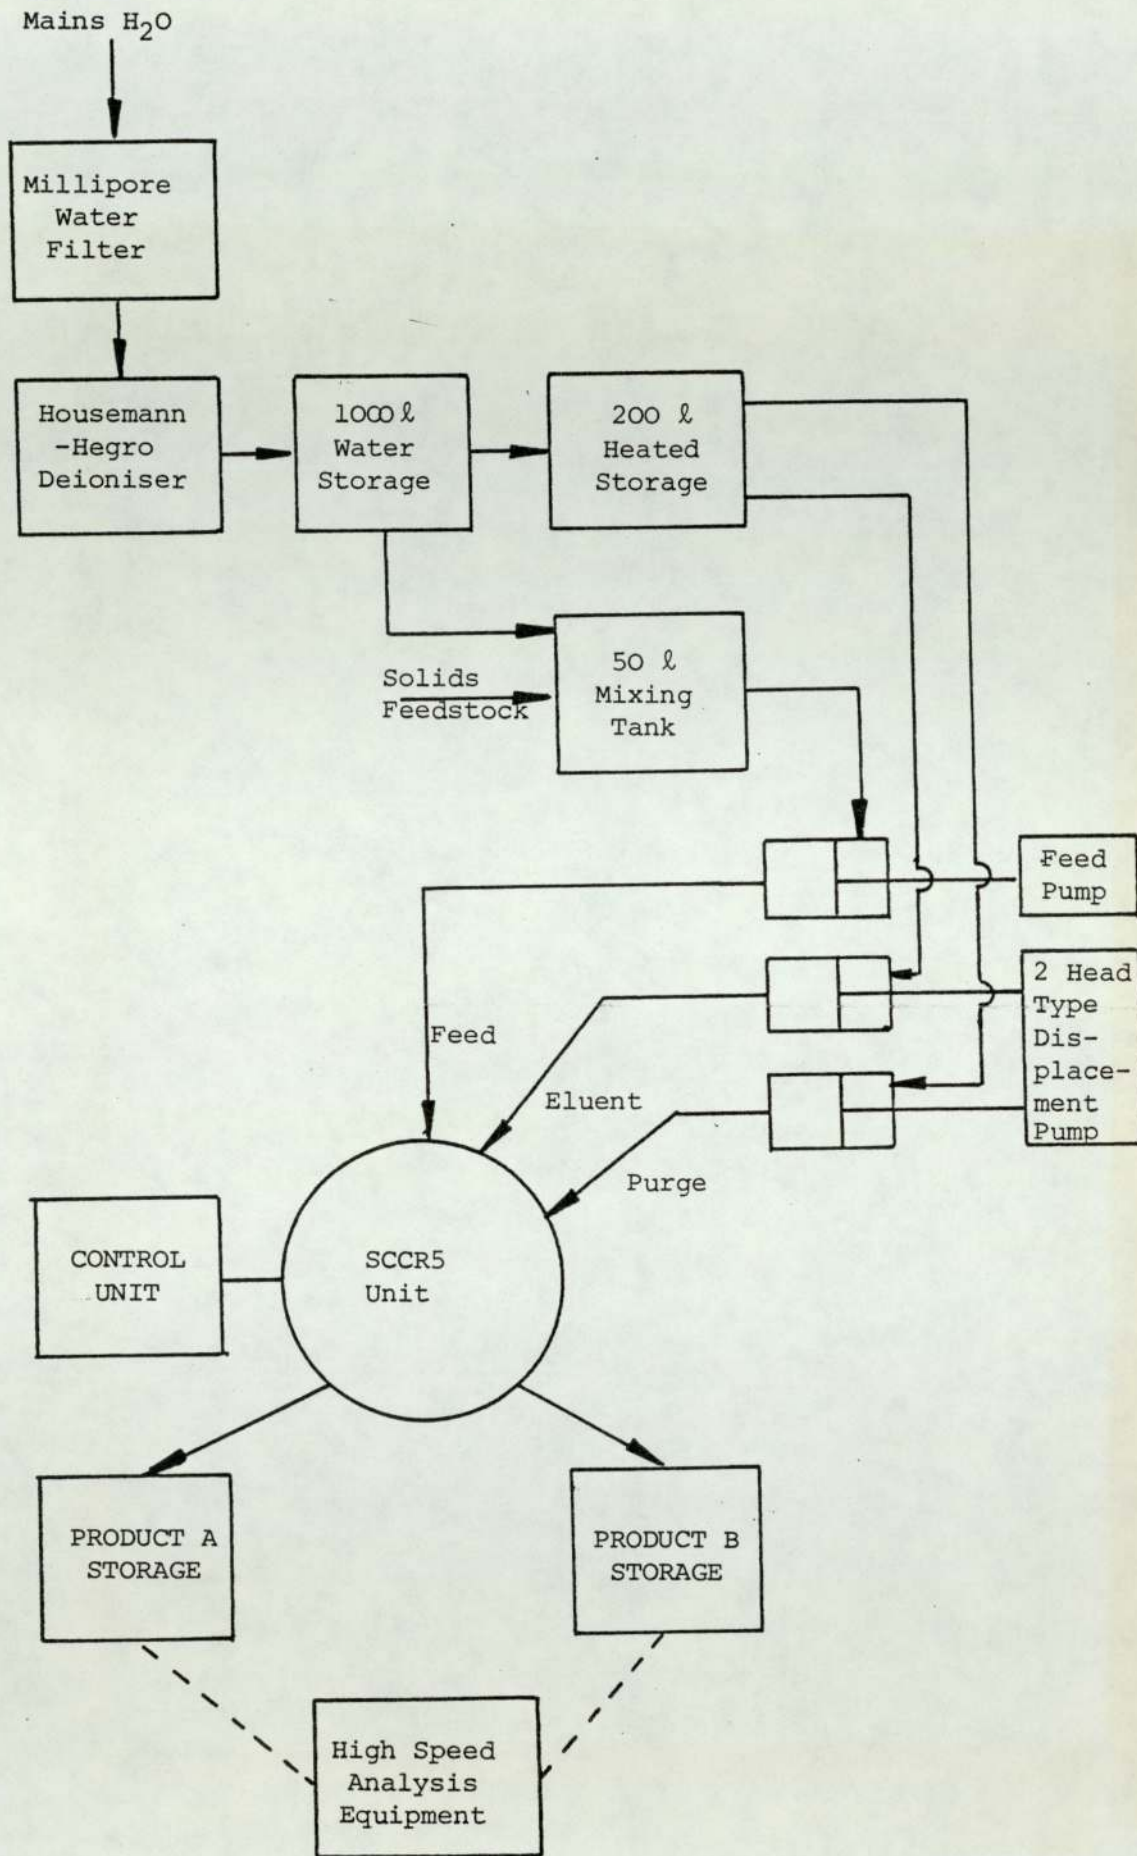 Mains H₂O
Millipore
Water
Filter
Housemann
-Hegro
Deioniser
1000 ℓ
Water
Storage
200 ℓ
Heated
Storage
Solids
Feedstock
50 ℓ
Mixing
Tank
Feed
Pump
2 Head
Type
Dis-
place-
ment
Pump
Feed
Eluent
Purge
CONTROL
UNIT
SCCR5
Unit
PRODUCT A
STORAGE
PRODUCT B
STORAGE
High Speed
Analysis
Equipment